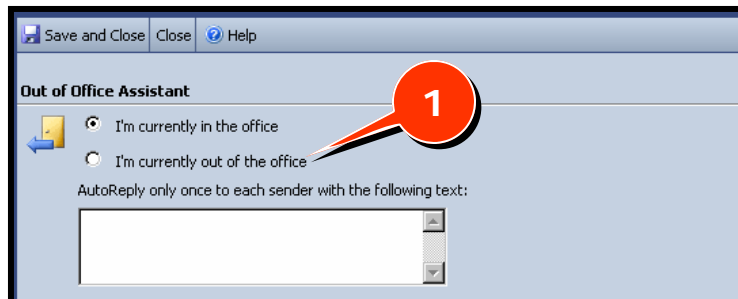 Save and Close Close Help
Out of Office Assistant
1
I'm currently in the office
I'm currently out of the office
AutoReply only once to each sender with the following text: